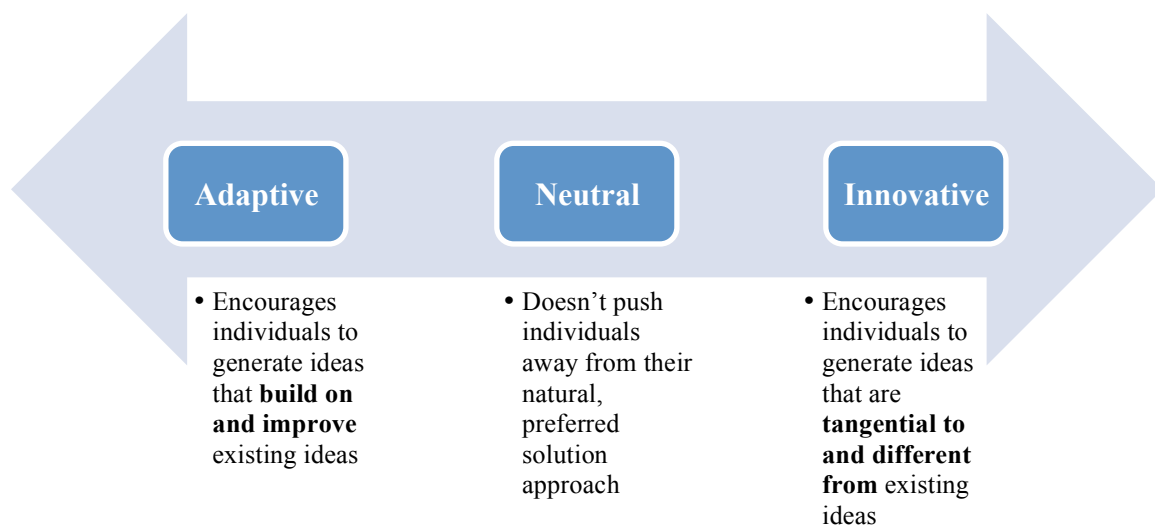 Adaptive
Neutral
Innovative
• Encourages
individuals to
generate ideas
that build on
and improve
existing ideas
• Doesn’t push
individuals
away from their
natural,
preferred
solution
approach
• Encourages
individuals to
generate ideas
that are
tangential to
and different
from existing
ideas